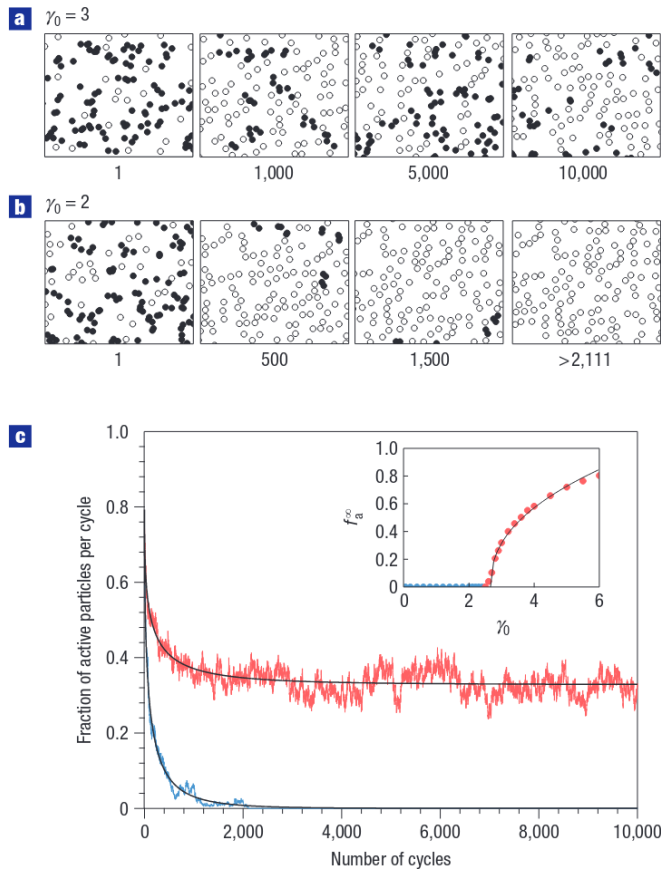 a γ₀ = 3
1 1,000 5,000 10,000
b γ₀ = 2
1 500 1,500 >2,111
c
Fraction of active particles per cycle
1.0
0.8
0.6
0.4
0.2
0
0 2,000 4,000 6,000 8,000 10,000
Number of cycles
f∞a
1.0
0.8
0.6
0.4
0.2
0
0 2 4 6
γ₀